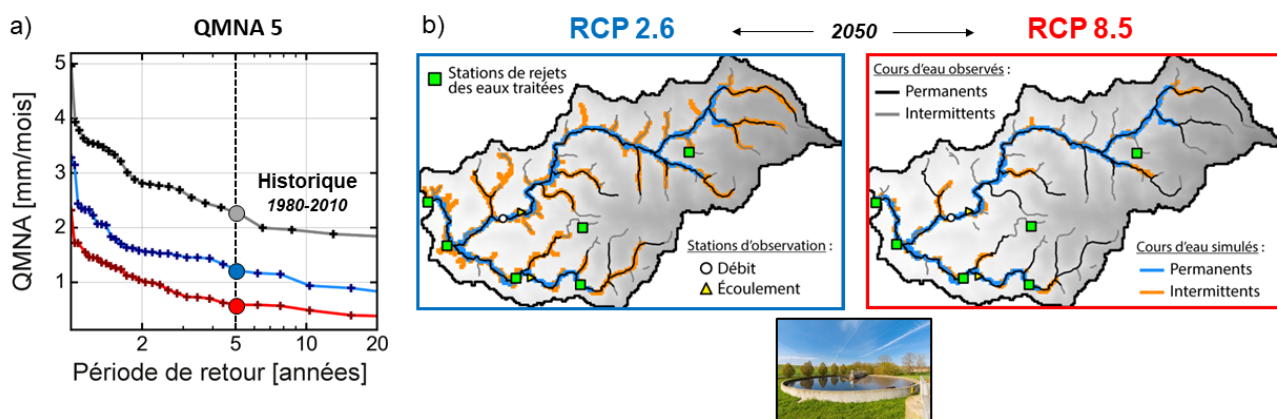 a)
QMNA 5
QMNA [mm/mois]
5
4
3
2
1
Historique
1980-2010
2
5
10
20
Période de retour [années]
b)
RCP 2.6
2050
RCP 8.5
Stations de rejets
des eaux traitées
Stations d'observation :
Débit
Écoulement
Cours d'eau observés :
Permanents
Intermittents
Cours d'eau simulés :
Permanents
Intermittents